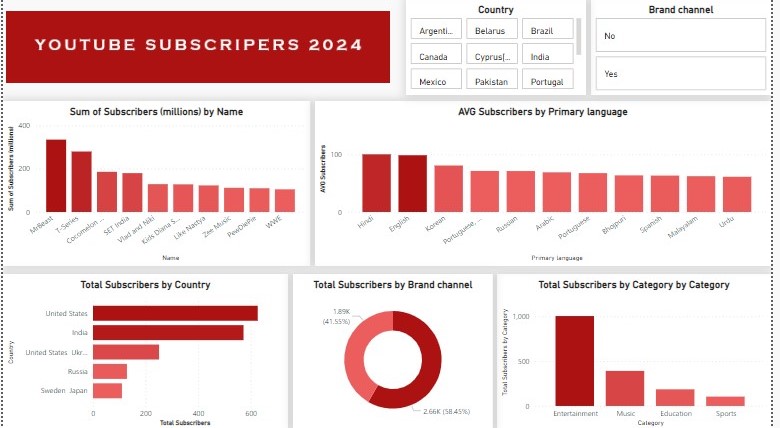 YOUTUBE SUBSCRIPERS 2024
Country
Argenti...
Belarus
Brazil
Canada
Cyprus[...
India
Mexico
Pakistan
Portugal
Brand channel
No
Yes
Sum of Subscribers (millions) by Name
Sum of Subscribers (millions)
400
200
0
MrBeast
T-Series
Cocomelon ...
SET India
Vlad and Niki
Kids Diana S...
Like Nastya
Zee Music
PewDiePie
WWE
Name
AVG Subscribers by Primary language
AVG Subscribers
100
0
Hindi
English
Korean
Portuguese, ...
Russian
Arabic
Portuguese
Bhojpuri
Spanish
Malayalam
Urdu
Primary language
Total Subscribers by Country
Country
United States
India
United States Ukr...
Russia
Sweden Japan
0
200
400
600
Total Subscribers
Total Subscribers by Brand channel
1.89K
(41.55%)
2.66K (58.45%)
Total Subscribers by Category by Category
Total Subscribers by Category
1,000
500
0
Entertainment
Music
Education
Sports
Category